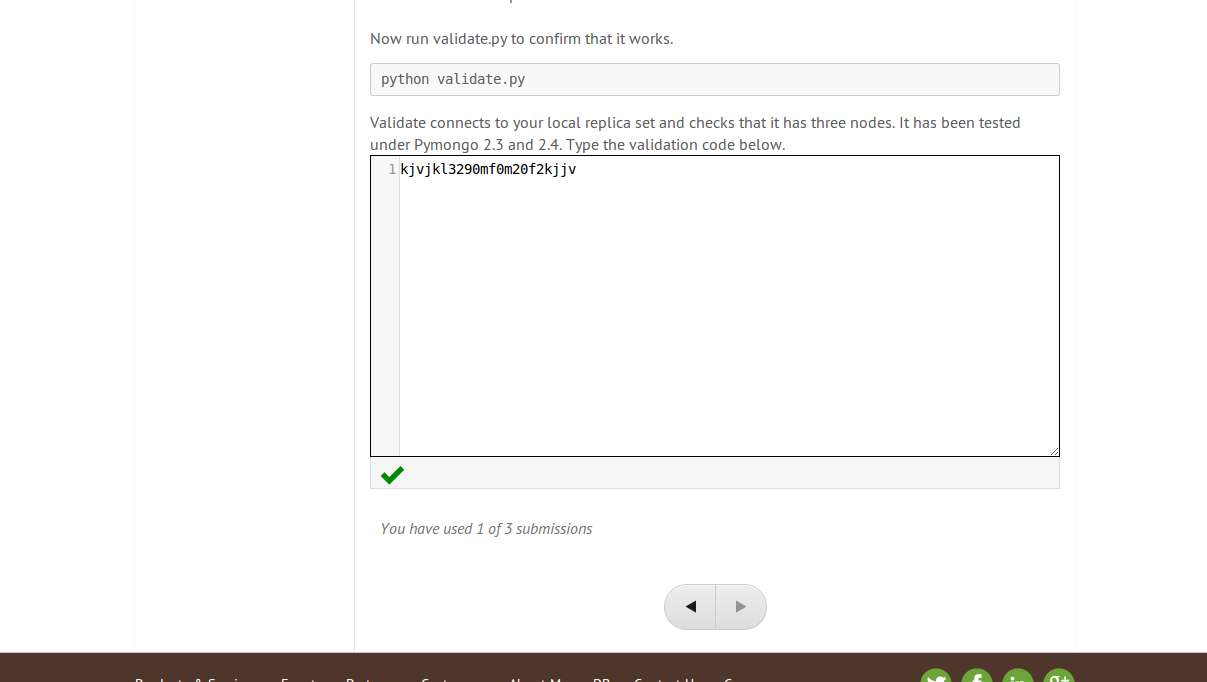 Now run validate.py to confirm that it works.
python validate.py
Validate connects to your local replica set and checks that it has three nodes. It has been tested
under Pymongo 2.3 and 2.4. Type the validation code below.
1 kjvjkl3290mf0m20f2kjjv
You have used 1 of 3 submissions